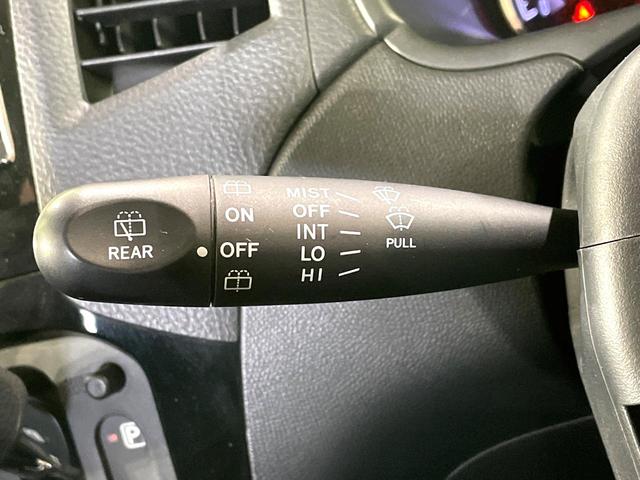 REAR
ON
OFF
MIST
OFF
INT
LO
HI
PULL
P